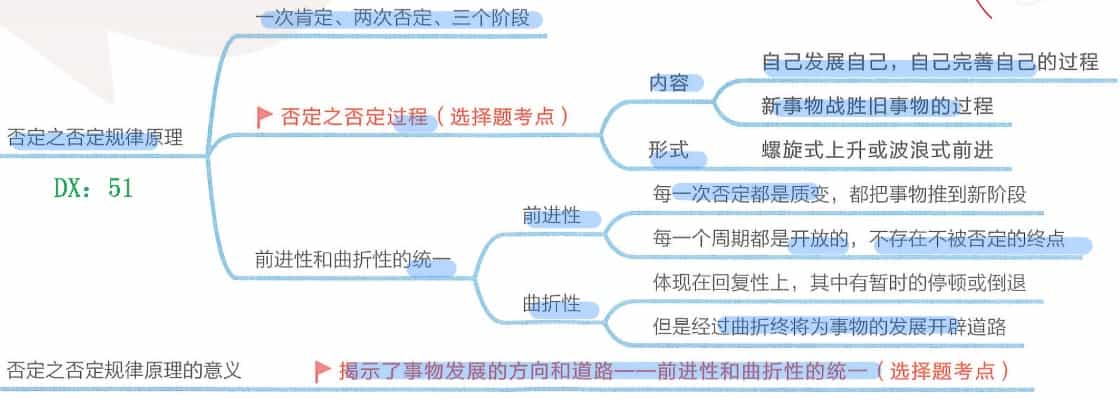 一次肯定、两次否定、三个阶段
自己发展自己，自己完善自己的过程
内容
新事物战胜旧事物的过程
否定之否定过程（选择题考点）
否定之否定规律原理
形式
螺旋式上升或波浪式前进
DX：51
每一次否定都是质变，都把事物推到新阶段
前进性
每一个周期都是开放的，不存在不被否定的终点
前进性和曲折性的统一
体现在回复性上，其中有暂时的停顿或倒退
曲折性
但是经过曲折终将为事物的发展开辟道路
否定之否定规律原理的意义
揭示了事物发展的方向和道路——前进性和曲折性的统一（选择题考点）